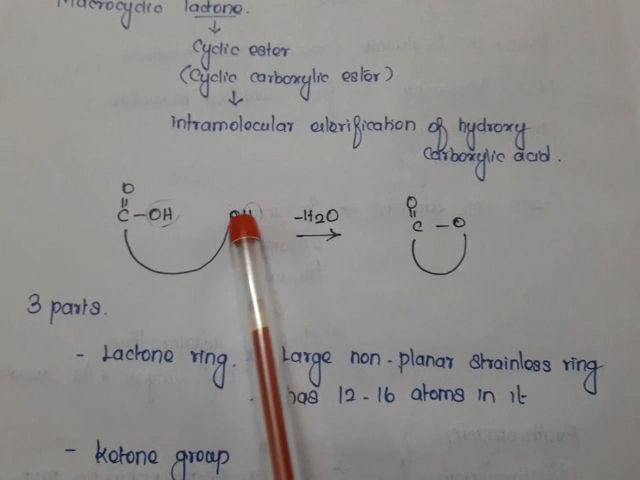 Macrocyclic lactone.
↓
Cyclic ester
(Cyclic carboxylic ester)
↓
intramolecular esterification of hydroxy
carboxylic acid.
O
||
C-OH OH -H2O → O
||
C-O
3 parts.
- Lactone ring. Large non-planar strainless ring
has 12-16 atoms in it
- Ketone group